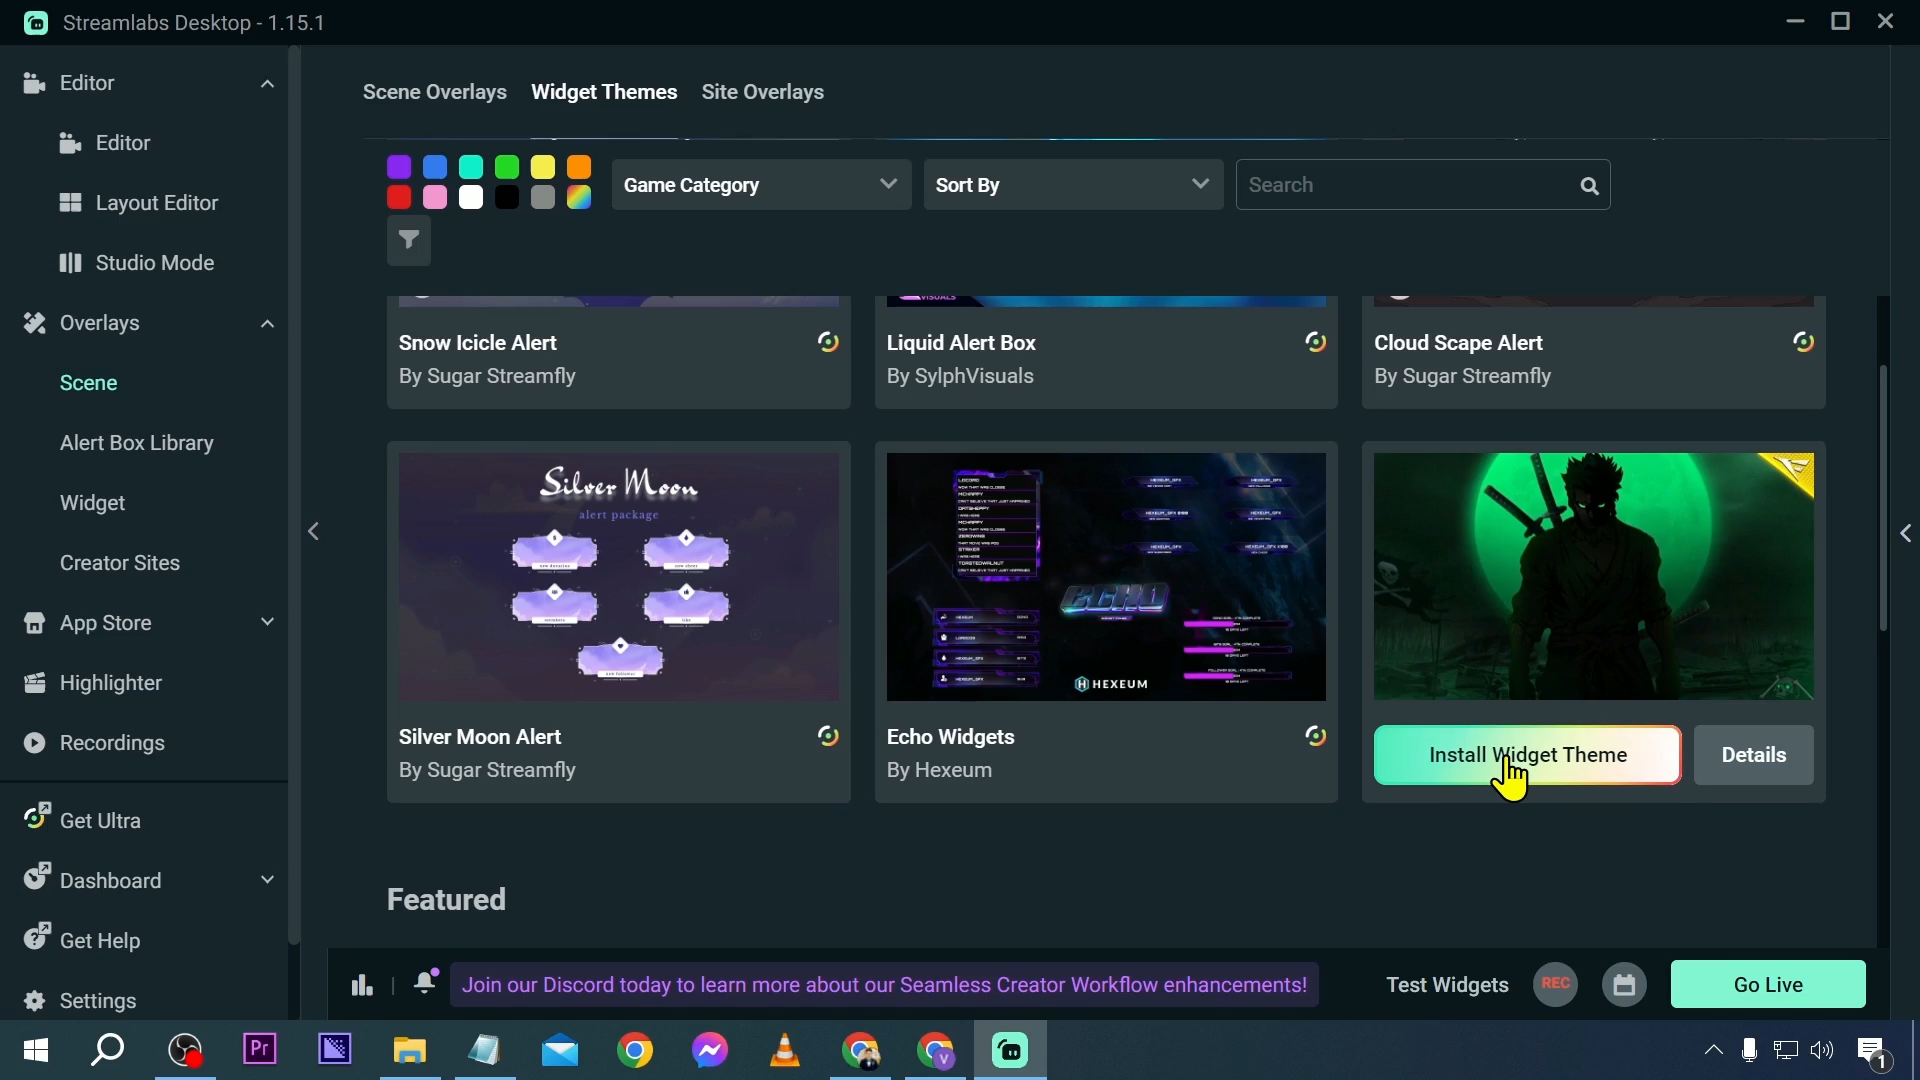 Streamlabs Desktop - 1.15.1
Editor
Editor
Layout Editor
Studio Mode
Overlays
Scene
Alert Box Library
Widget
Creator Sites
App Store
Highlighter
Recordings
Get Ultra
Dashboard
Get Help
Settings
Scene Overlays Widget Themes Site Overlays
Game Category
Sort By
Search
VISUALS
Snow Icicle Alert
By Sugar Streamfly
Liquid Alert Box
By SylphVisuals
Cloud Scape Alert
By Sugar Streamfly
Silver Moon
alert package
Silver Moon Alert
By Sugar Streamfly
ECHO
HEXEUM
Echo Widgets
By Hexeum
Install Widget Theme
Details
Featured
Join our Discord today to learn more about our Seamless Creator Workflow enhancements!
Test Widgets
REC
Go Live
Pr
V
1